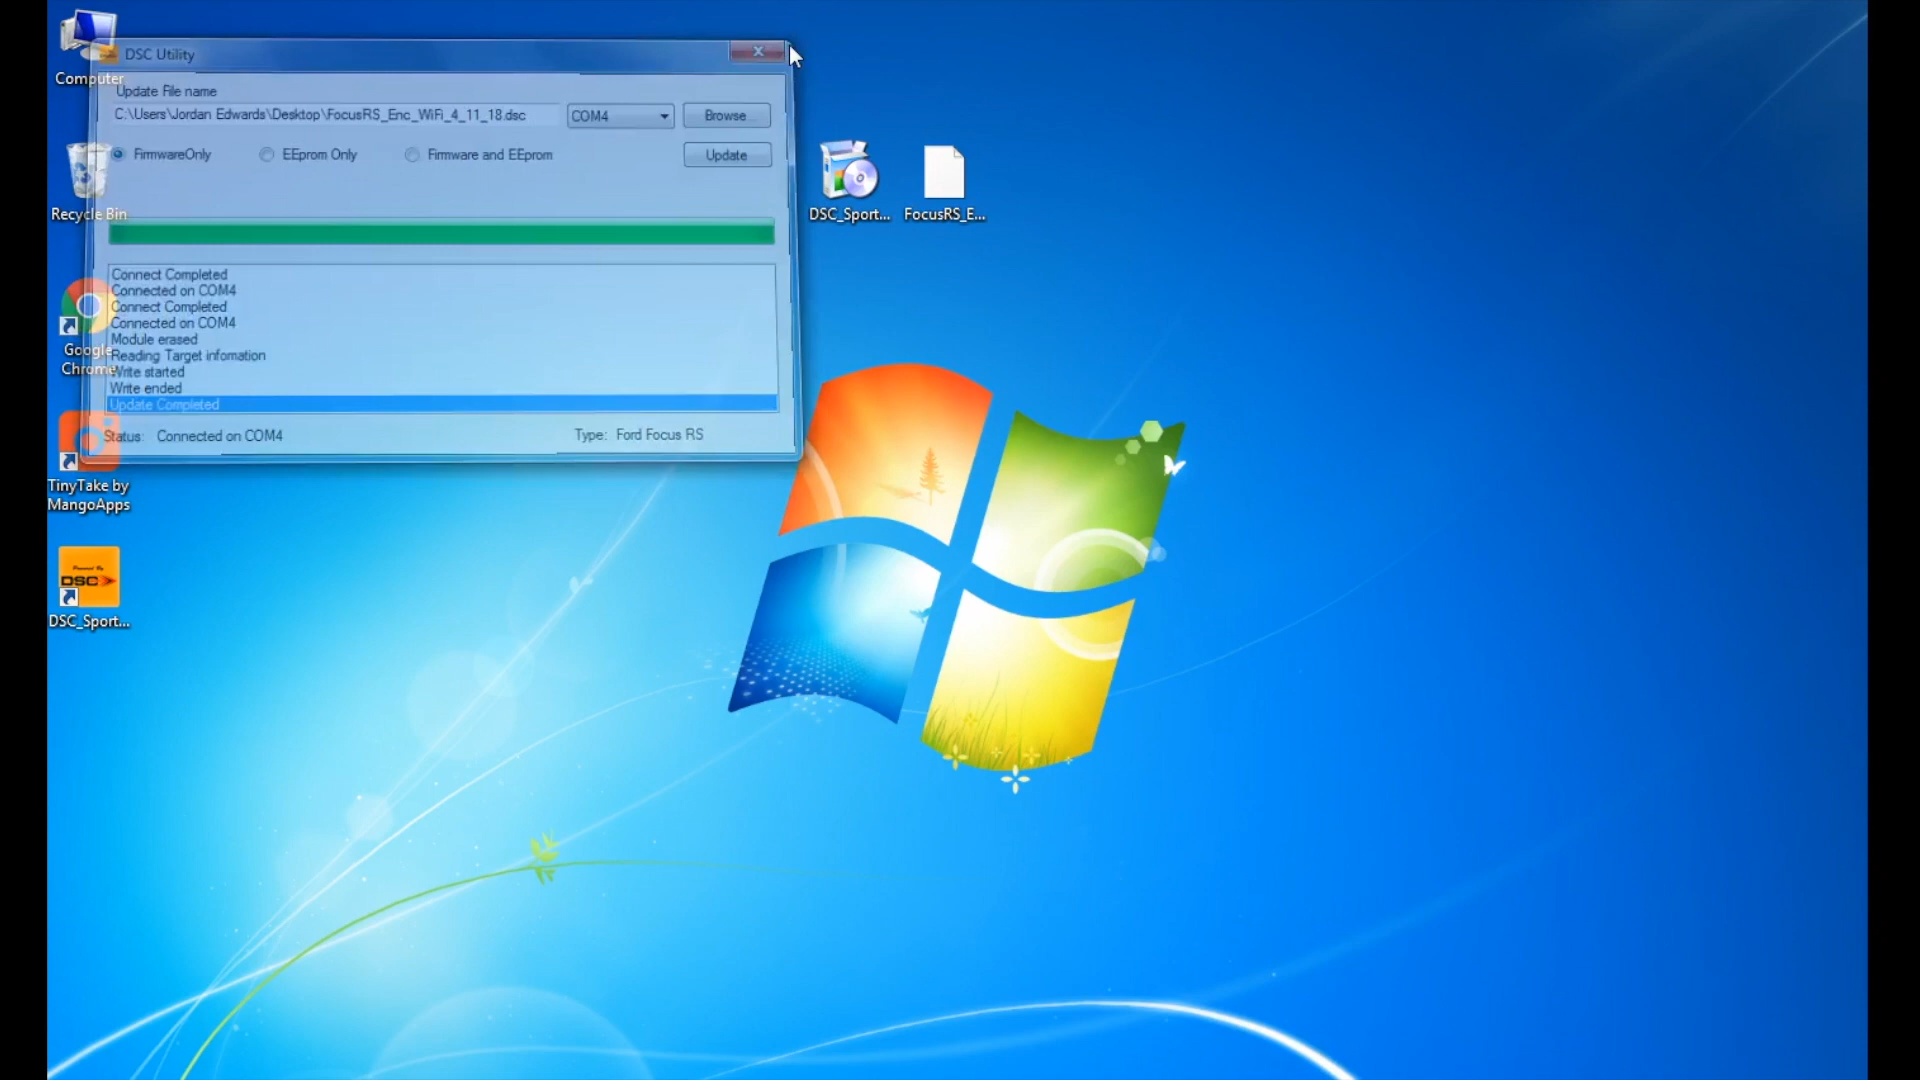 DSC Utility
Update File name
C:\Users\Jordan Edwards\Desktop\FocusRS_Enc_WiFi_4_11_18.dsc
COM4
Browse
FirmwareOnly
EEprom Only
Firmware and EEprom
Update
Connect Completed
Connected on COM4
Connect Completed
Connected on COM4
Module erased
Reading Target infomation
Write started
Write ended
Update Completed
Status: Connected on COM4
Type: Ford Focus RS
Computer
Recycle Bin
Google
Chrome
TinyTake by
MangoApps
Powered By
DSC
DSC_Sport...
DSC_Sport...
FocusRS_E...